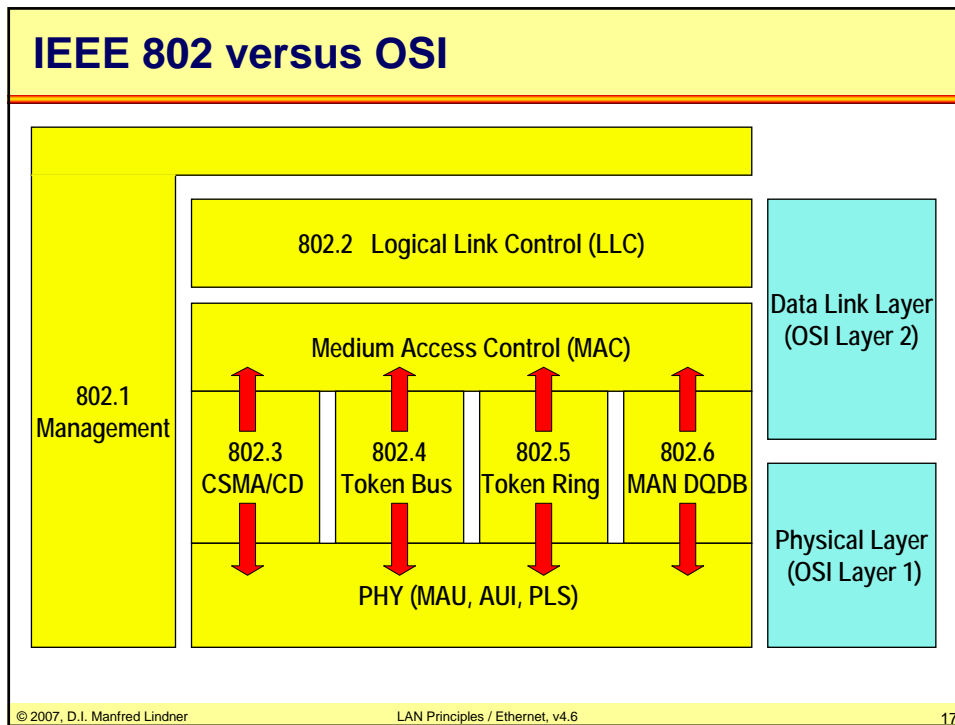 IEEE 802 versus OSI
802.1
Management
802.2 Logical Link Control (LLC)
Medium Access Control (MAC)
802.3
CSMA/CD
802.4
Token Bus
802.5
Token Ring
802.6
MAN DQDB
PHY (MAU, AUI, PLS)
Data Link Layer
(OSI Layer 2)
Physical Layer
(OSI Layer 1)
© 2007, D.I. Manfred Lindner
LAN Principles / Ethernet, v4.6
17